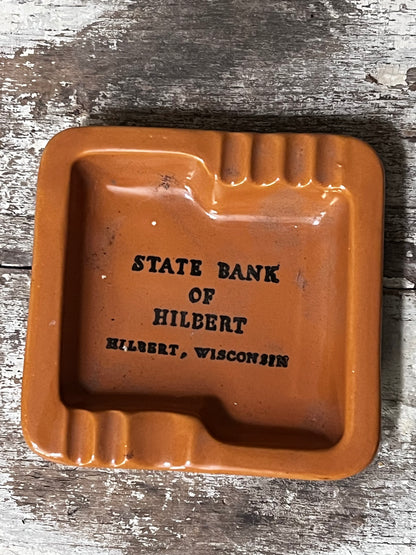 STATE BANK
OF
HILBERT
HILBERT, WISCONSIN